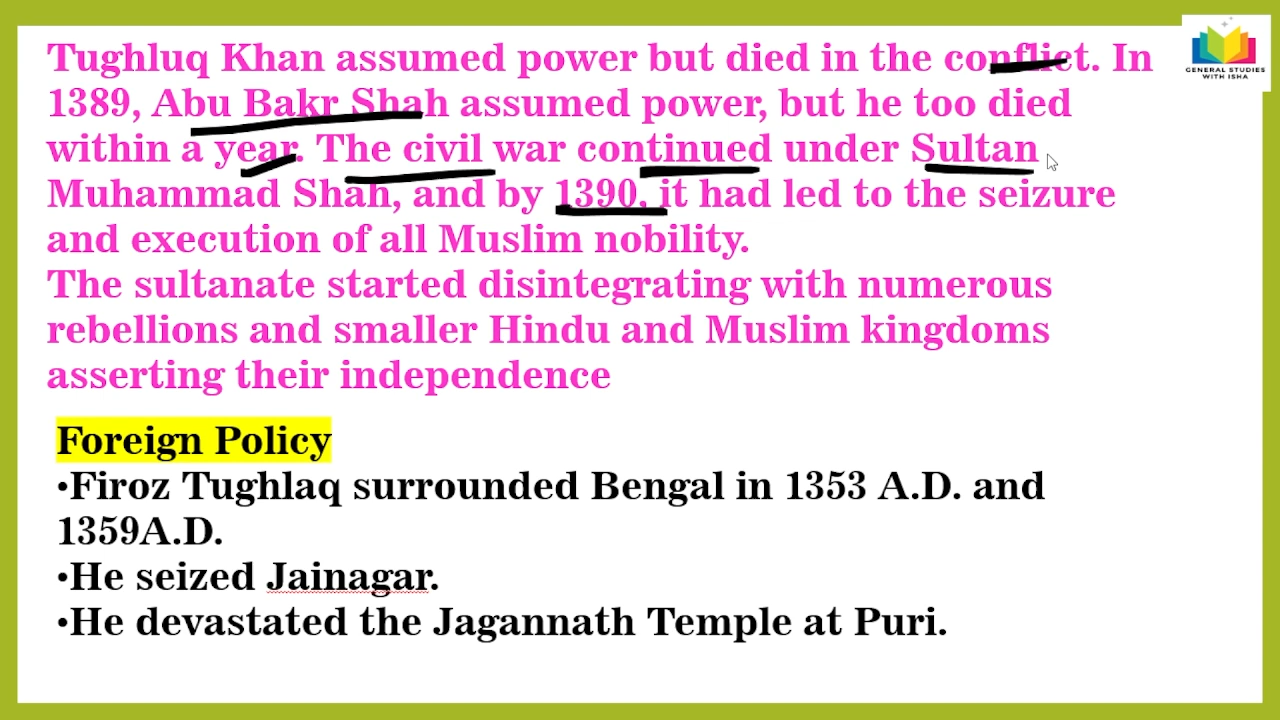 GENERAL STUDIES
WITH ISHA
Tughluq Khan assumed power but died in the conflict. In
1389, Abu Bakr Shah assumed power, but he too died
within a year. The civil war continued under Sultan
Muhammad Shah, and by 1390, it had led to the seizure
and execution of all Muslim nobility.
The sultanate started disintegrating with numerous
rebellions and smaller Hindu and Muslim kingdoms
asserting their independence
Foreign Policy
•Firoz Tughlaq surrounded Bengal in 1353 A.D. and
1359A.D.
•He seized Jainagar.
•He devastated the Jagannath Temple at Puri.